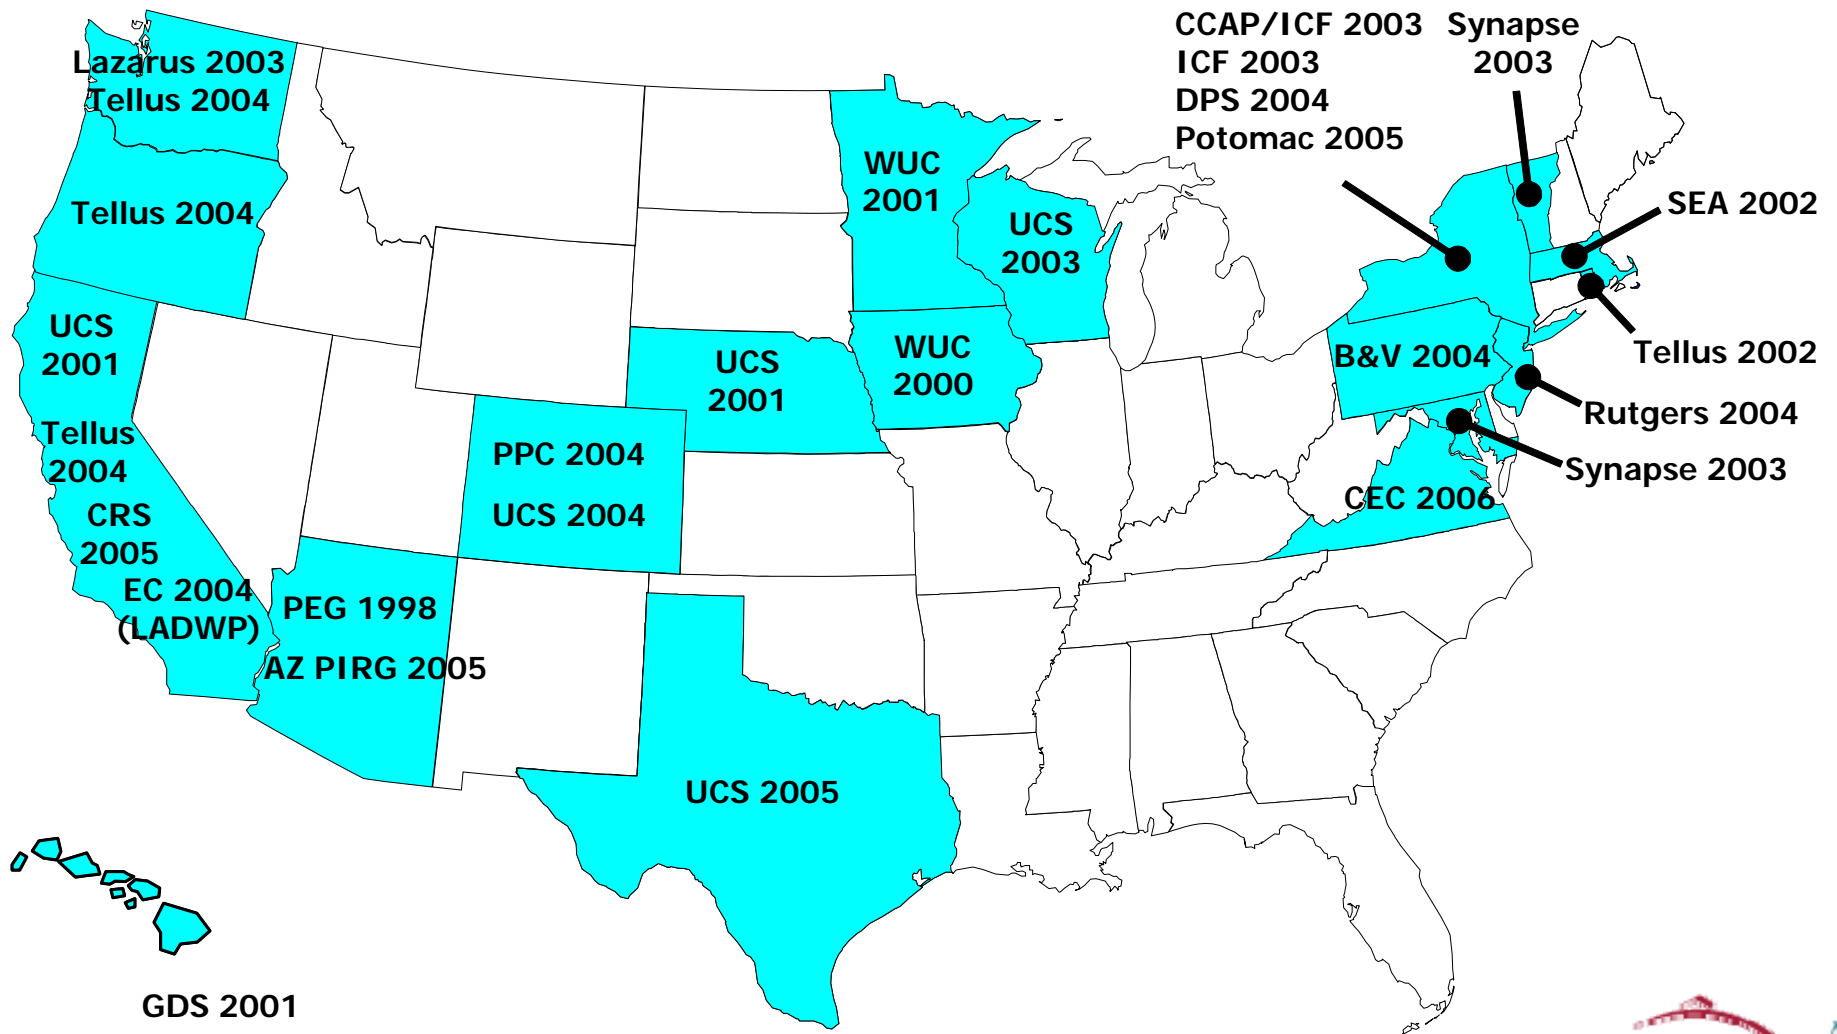 CCAP/ICF 2003
ICF 2003
DPS 2004
Potomac 2005
Synapse
2003
Lazarus 2003
Tellus 2004
Tellus 2004
WUC
2001
UCS
2003
SEA 2002
UCS
2001
UCS
2001
WUC
2000
B&V 2004
Tellus 2002
Rutgers 2004
Tellus
2004
PPC 2004
UCS 2004
Synapse 2003
CEC 2006
CRS
2005
EC 2004
(LADWP)
PEG 1998
AZ PIRG 2005
UCS 2005
GDS 2001